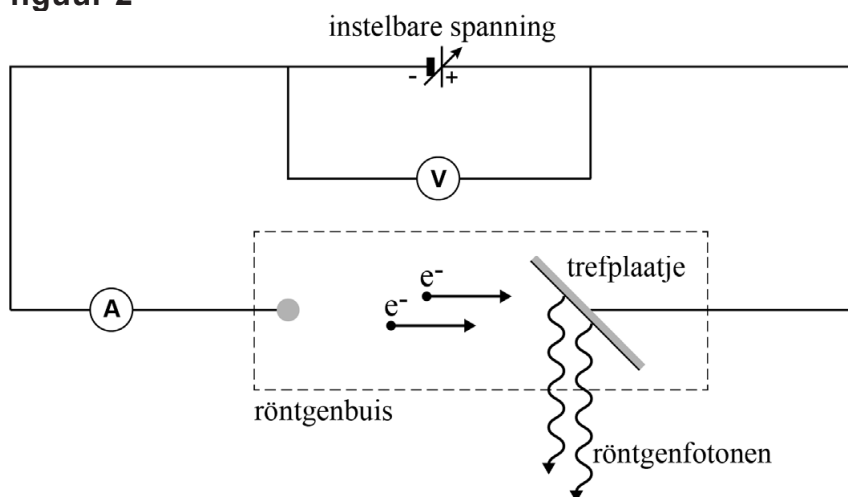 figuur 2
instelbare spanning
- +
V
trefplaatje
e-
e-
A
röntgenbuis
röntgenfotonen